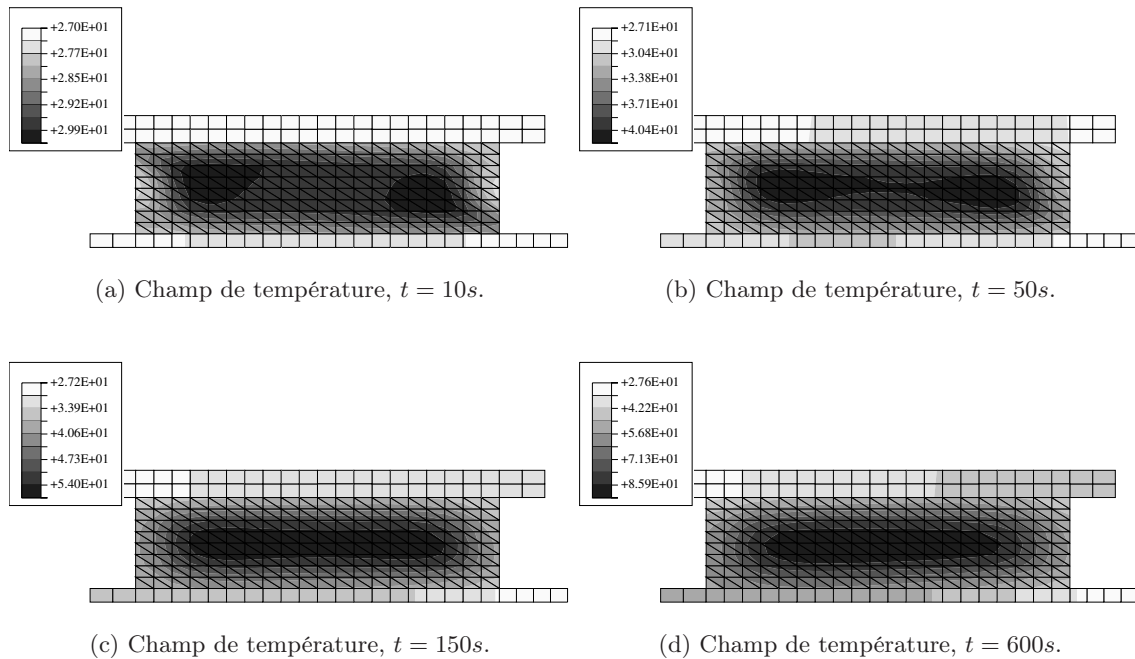 +2.70E+01
+2.77E+01
+2.85E+01
+2.92E+01
+2.99E+01
(a) Champ de température, t = 10s.
+2.71E+01
+3.04E+01
+3.38E+01
+3.71E+01
+4.04E+01
(b) Champ de température, t = 50s.
+2.72E+01
+3.39E+01
+4.06E+01
+4.73E+01
+5.40E+01
(c) Champ de température, t = 150s.
+2.76E+01
+4.22E+01
+5.68E+01
+7.13E+01
+8.59E+01
(d) Champ de température, t = 600s.